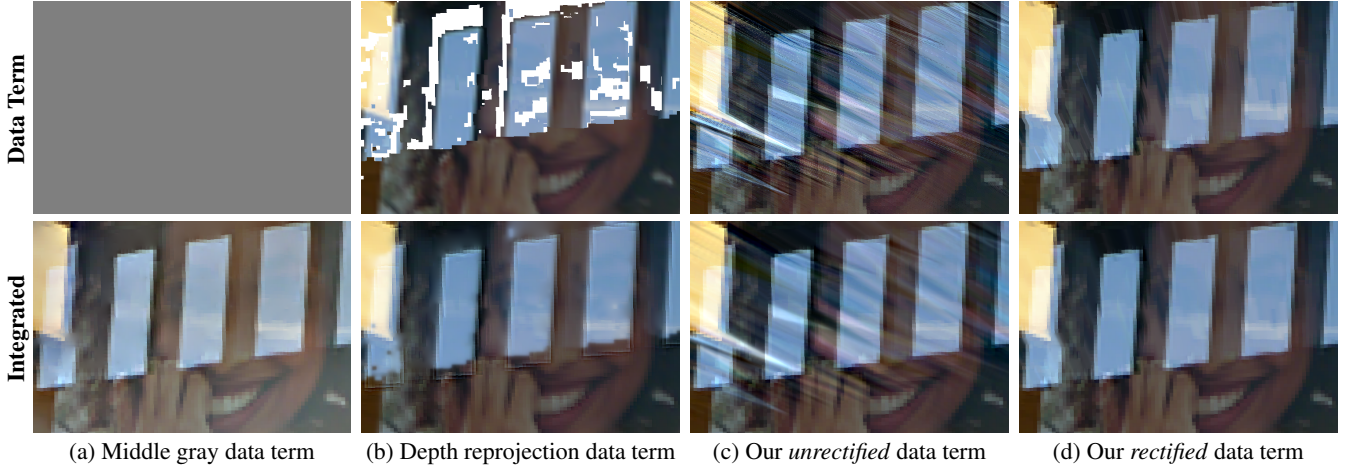 Data Term
Integrated
(a) Middle gray data term
(b) Depth reprojection data term
(c) Our unrectified data term
(d) Our rectified data term